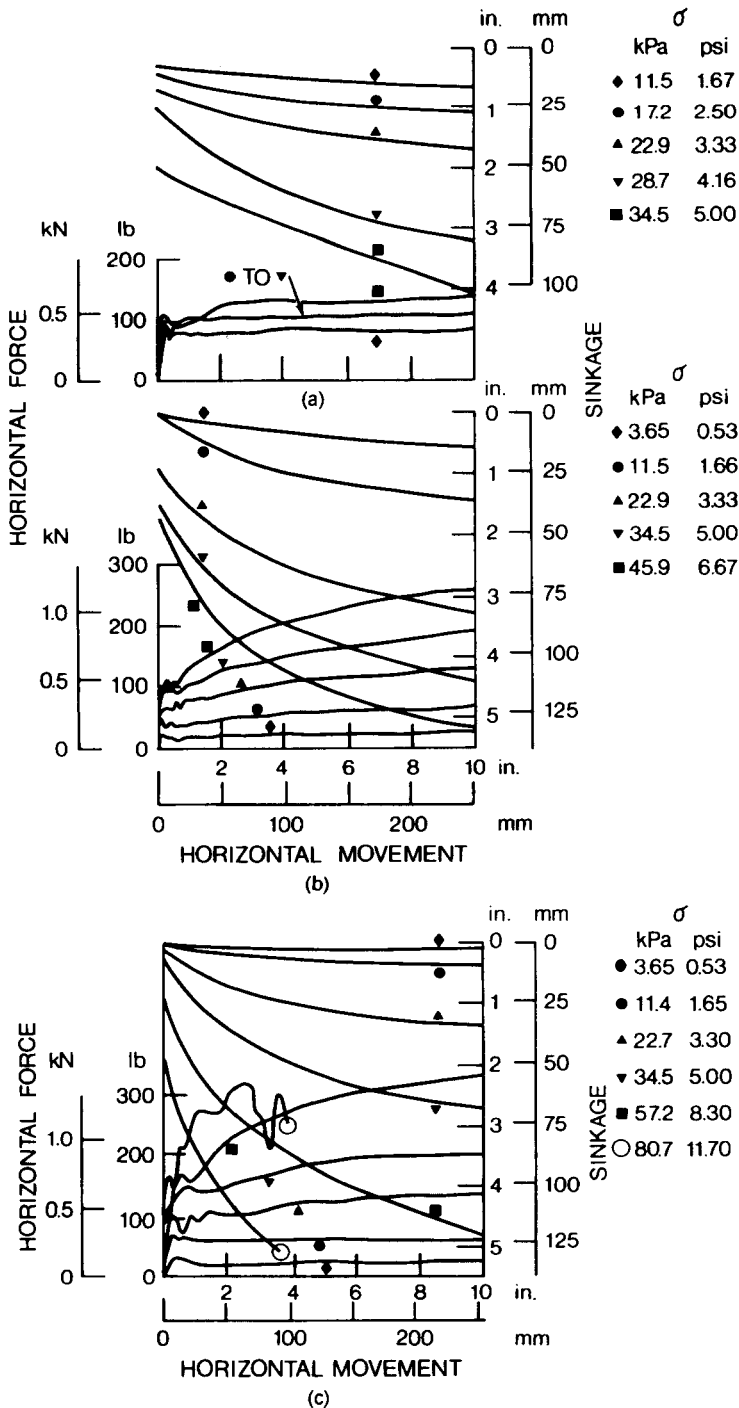 in. mm
0 0
1 25
2 50
3 75
4 100
SINKAGE
σ
kPa psi
♦ 11.5 1.67
● 17.2 2.50
▲ 22.9 3.33
▼ 28.7 4.16
■ 34.5 5.00
kN lb
200
0.5 100
0 0
● TO ▼
HORIZONTAL FORCE
(a)
0 0
1 25
2 50
3 75
4 100
5 125
σ
kPa psi
♦ 3.65 0.53
● 11.5 1.66
▲ 22.9 3.33
▼ 34.5 5.00
■ 45.9 6.67
kN lb
300
1.0 200
0.5 100
0 0
2 4 6 8 10 in.
0 100 200 mm
HORIZONTAL MOVEMENT
(b)
in. mm
0 0
1 25
2 50
3 75
4 100
5 125
SINKAGE
σ
kPa psi
● 3.65 0.53
● 11.4 1.65
▲ 22.7 3.30
▼ 34.5 5.00
■ 57.2 8.30
○ 80.7 11.70
HORIZONTAL FORCE
kN lb
300
1.0 200
0.5 100
0 0
2 4 6 8 10 in.
0 100 200 mm
HORIZONTAL MOVEMENT
(c)